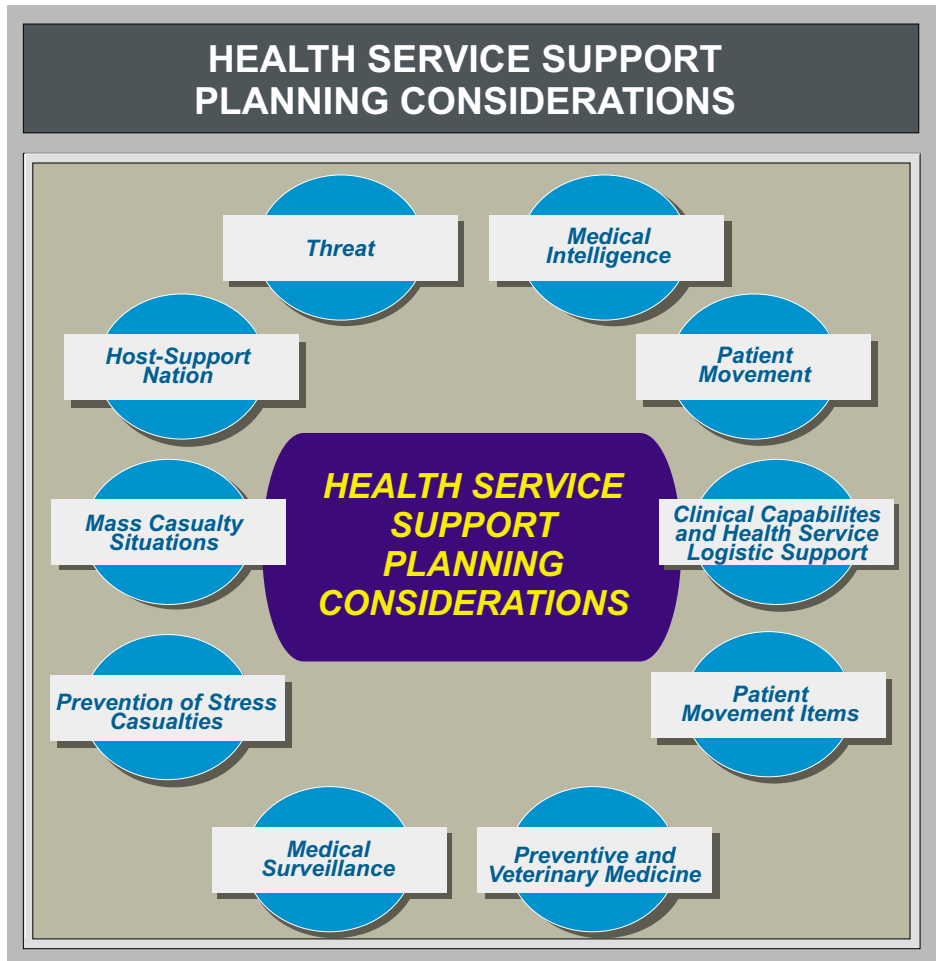 HEALTH SERVICE SUPPORT
PLANNING CONSIDERATIONS
Threat
Medical
Intelligence
Host-Support
Nation
Patient
Movement
HEALTH SERVICE
SUPPORT
PLANNING
CONSIDERATIONS
Mass Casualty
Situations
Clinical Capabilites
and Health Service
Logistic Support
Prevention of Stress
Casualties
Patient
Movement Items
Medical
Surveillance
Preventive and
Veterinary Medicine